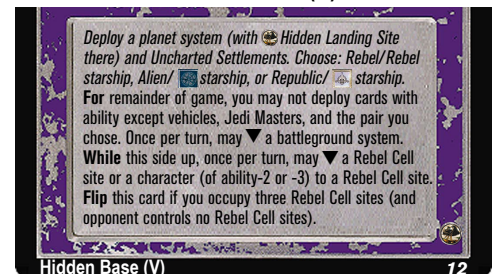 Deploy a planet system (with Hidden Landing Site
there) and Uncharted Settlements. Choose: Rebel/Rebel
starship, Alien/ starship, or Republic/ starship.
For remainder of game, you may not deploy cards with
ability except vehicles, Jedi Masters, and the pair you
chose. Once per turn, may ▼ a battleground system.
While this side up, once per turn, may ▼ a Rebel Cell
site or a character (of ability-2 or -3) to a Rebel Cell site.
Flip this card if you occupy three Rebel Cell sites (and
opponent controls no Rebel Cell sites).
Hidden Base (V) 12